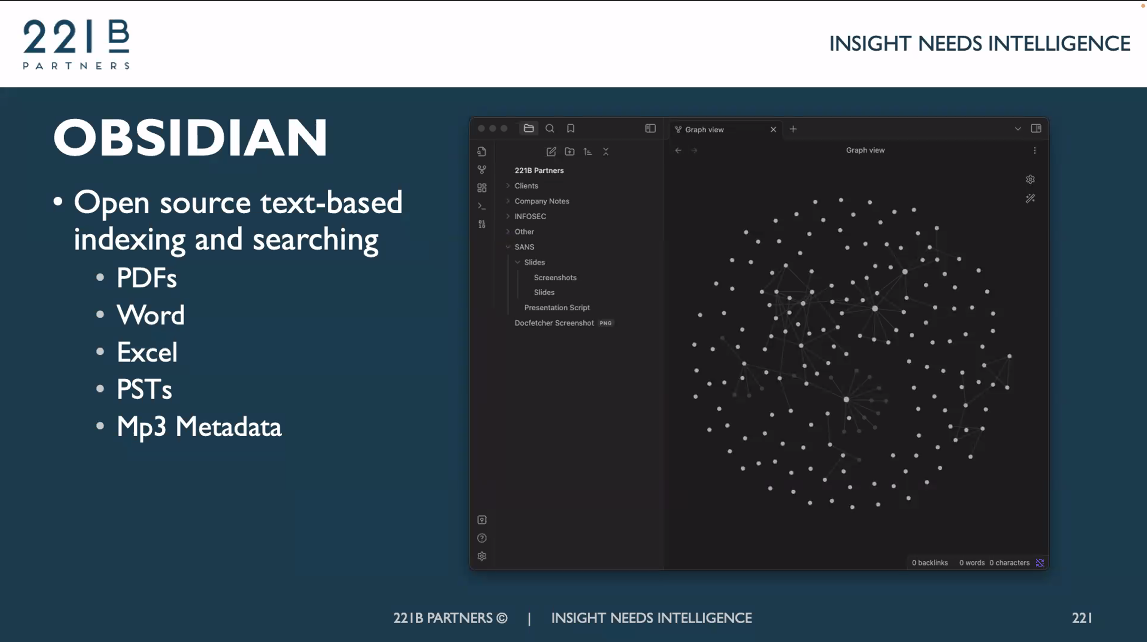 221B
PARTNERS
INSIGHT NEEDS INTELLIGENCE
OBSIDIAN
• Open source text-based
indexing and searching
• PDFs
• Word
• Excel
• PSTs
• Mp3 Metadata
Graph view
Graph view
221B Partners
Clients
Company Notes
INFOSEC
Other
SANS
Slides
Screenshots
Slides
Presentation Script
Docfetcher Screenshot PNG
0 backlinks 0 words 0 characters
221B PARTNERS © | INSIGHT NEEDS INTELLIGENCE
221